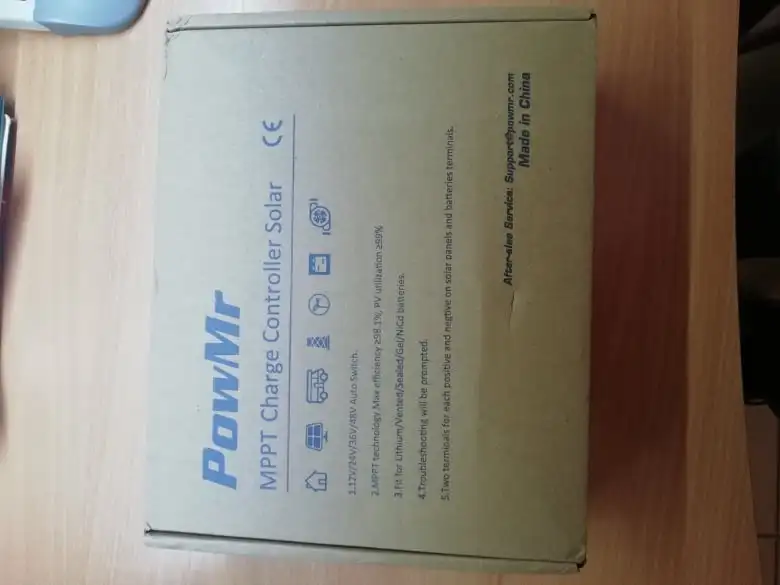 PowMr
MPPT Charge Controller Solar CE
1.12V/24V/36V/48V Auto Switch.
2.MPPT technology Max efficiency ≥98.1%, PV utilization ≥99%
3.Fit for Lithium/Vented/Sealed/Gel/NiCd batteries.
4.Troubleshooting will be prompted.
5.Two terminals for each positive and negtive on solar panels and batteries terminals.
After-slae Service: Support@powmr.com
Made in China